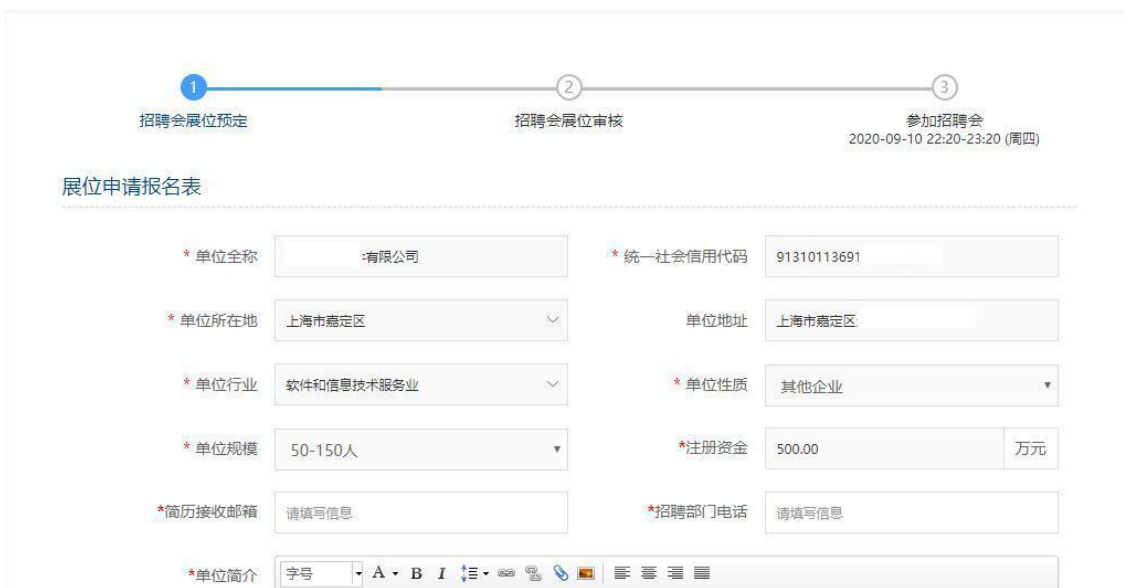 1
2
3
招聘会展位预定
招聘会展位审核
参加招聘会
2020-09-10 22:20-23:20 (周四)
展位申请报名表
* 单位全称 有限公司 * 统一社会信用代码 91310113691
* 单位所在地 上海市嘉定区 单位地址 上海市嘉定区
* 单位行业 软件和信息技术服务业 * 单位性质 其他企业
* 单位规模 50-150人 *注册资金 500.00 万元
*简历接收邮箱 请填写信息 *招聘部门电话 请填写信息
*单位简介 字号 A B I